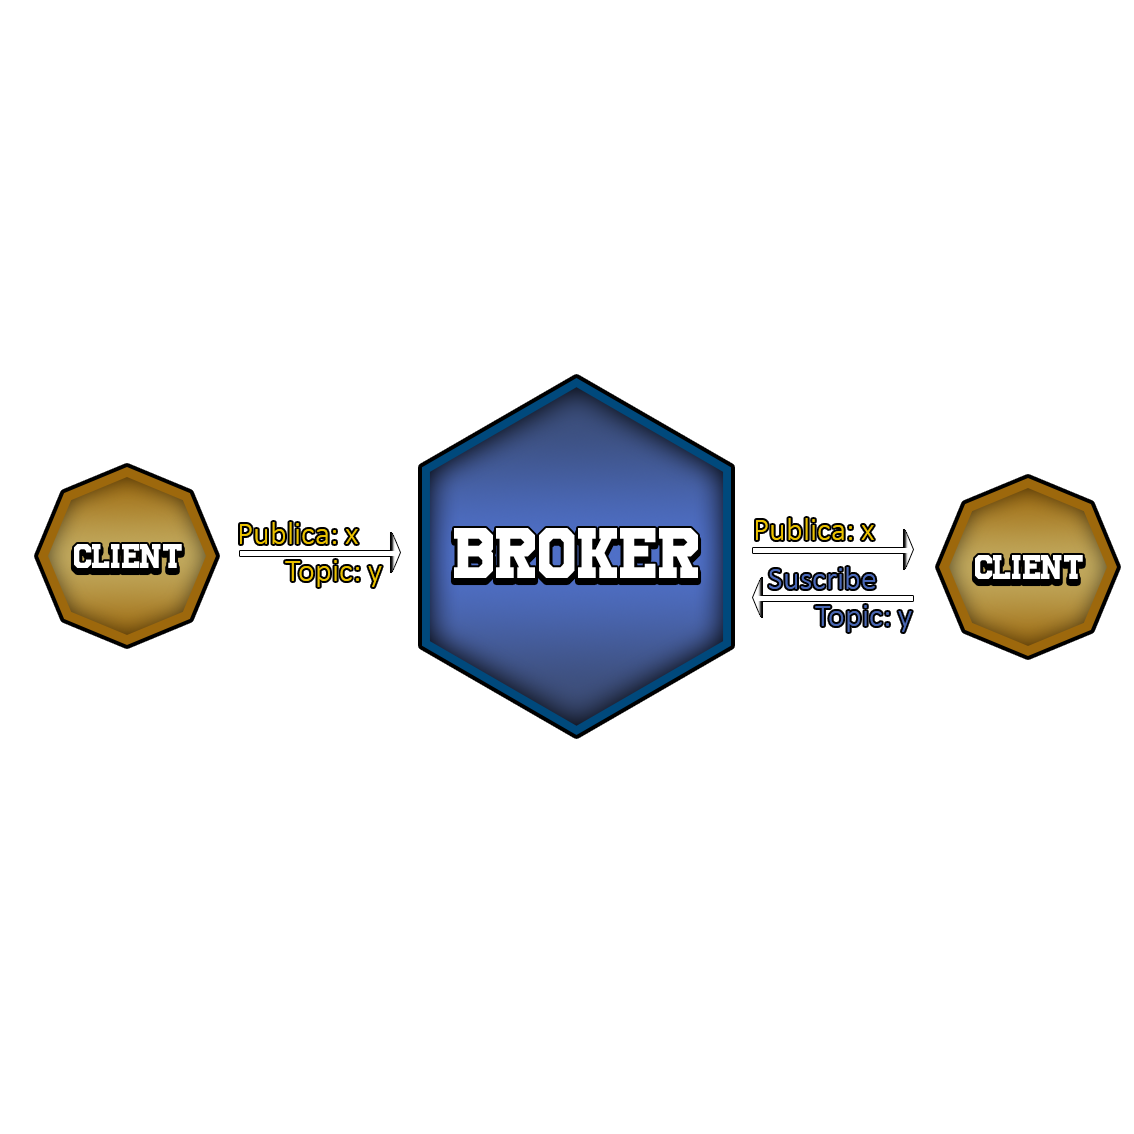 CLIENT
Publica: x
Topic: y
BROKER
Publica: x
Suscribe
Topic: y
CLIENT